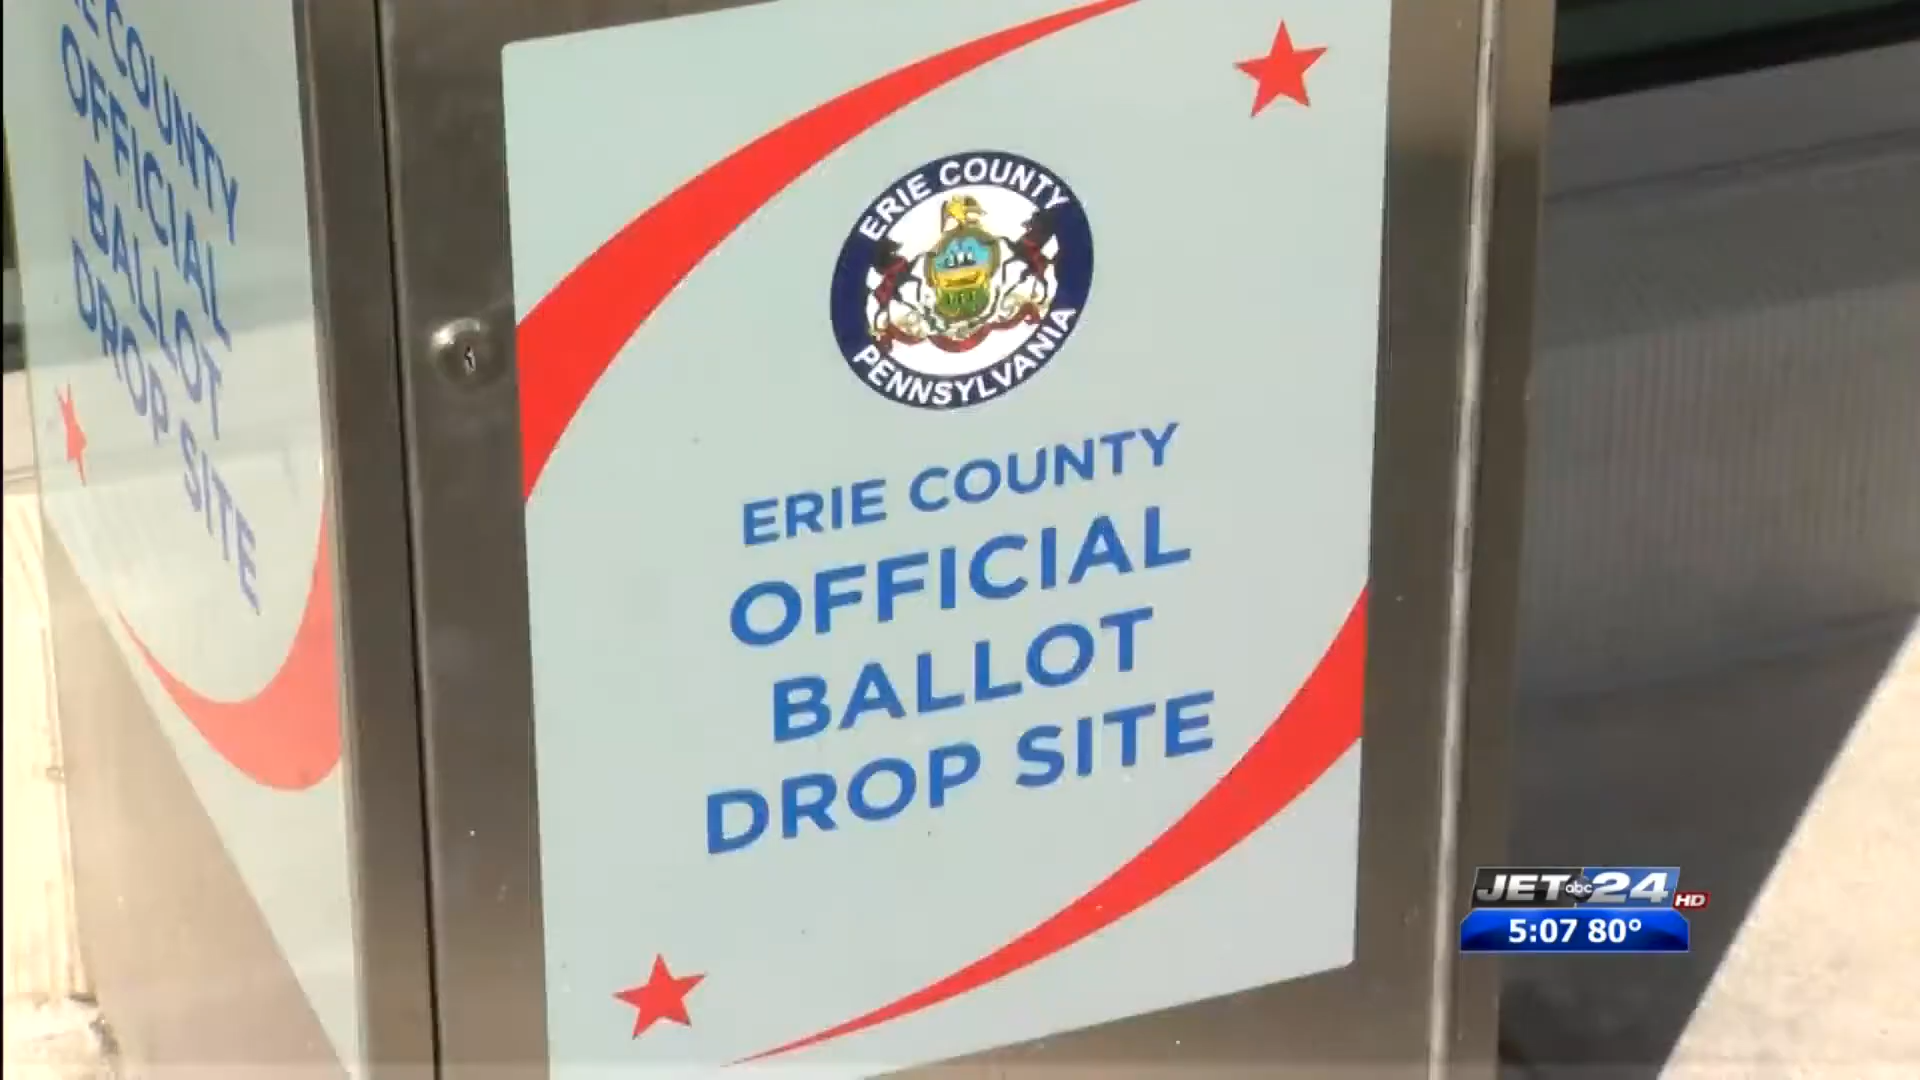 COUNTY
OFFICIAL
BALLOT
DROP SITE
ERIE COUNTY
PENNSYLVANIA
ERIE COUNTY
OFFICIAL
BALLOT
DROP SITE
JET abc 24 HD
5:07 80°